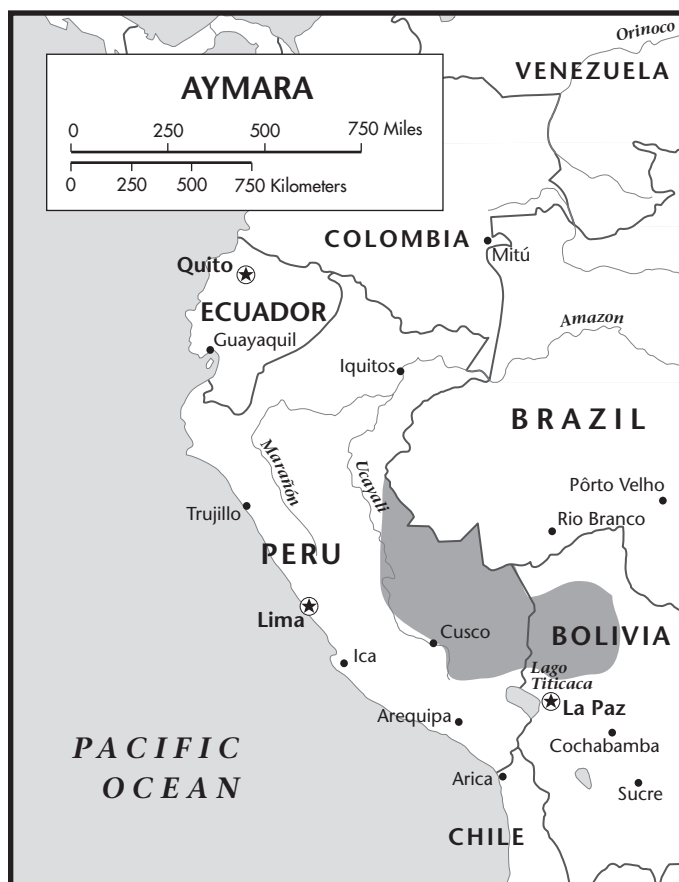 AYMARA
0 250 500 750 Miles
0 250 500 750 Kilometers
Orinoco
VENEZUELA
COLOMBIA
Mitú
Quito
ECUADOR
Guayaquil
Amazon
Iquitos
BRAZIL
Marañón
Ucayali
Pôrto Velho
Trujillo
Rio Branco
PERU
Lima
Cusco
BOLIVIA
Ica
Lago
Titicaca
La Paz
Arequipa
Cochabamba
PACIFIC
OCEAN
Arica
Sucre
CHILE